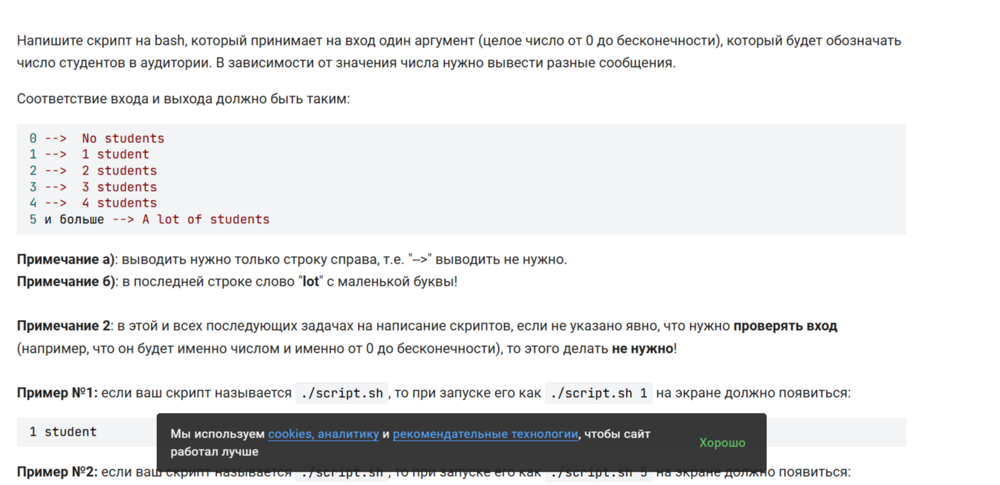 Напишите скрипт на bash, который принимает на вход один аргумент (целое число от 0 до бесконечности), который будет обозначать
число студентов в аудитории. В зависимости от значения числа нужно вывести разные сообщения.
Соответствие входа и выхода должно быть таким:
0 -->  No students
1 -->  1 student
2 -->  2 students
3 -->  3 students
4 -->  4 students
5 и больше --> A lot of students
Примечание а): выводить нужно только строку справа, т.е. "-->" выводить не нужно.
Примечание б): в последней строке слово "lot" с маленькой буквы!
Примечание 2: в этой и всех последующих задачах на написание скриптов, если не указано явно, что нужно проверять вход
(например, что он будет именно числом и именно от 0 до бесконечности), то этого делать не нужно!
Пример №1: если ваш скрипт называется ./script.sh , то при запуске его как ./script.sh 1 на экране должно появиться:
1 student
Мы используем cookies, аналитику и рекомендательные технологии, чтобы сайт
работал лучше
Хорошо
Пример №2: если ваш скрипт называется ./script.sh , то при запуске его как ./script.sh 5 на экране должно появиться: